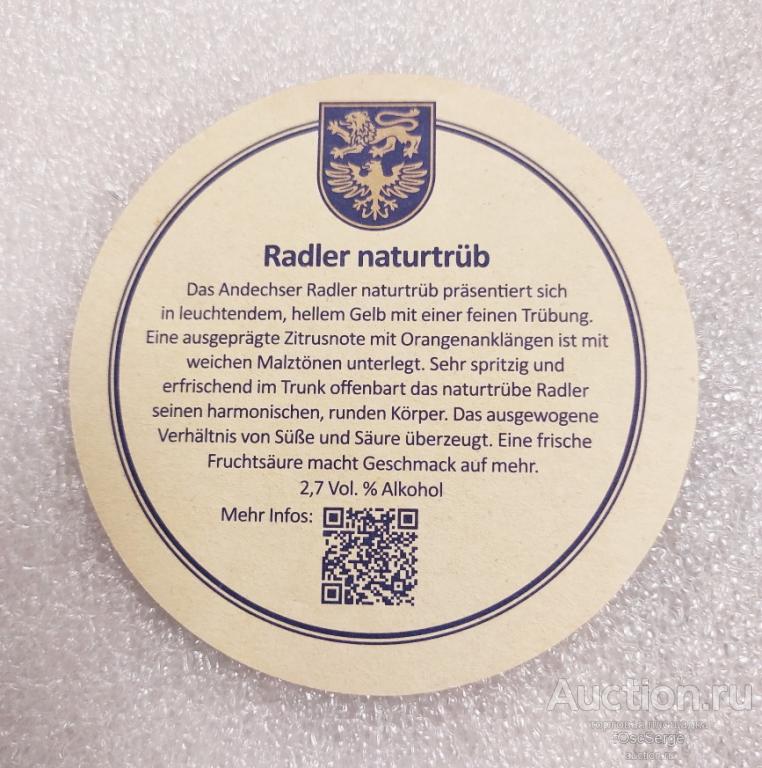 Radler naturtrüb
Das Andechser Radler naturtrüb präsentiert sich
in leuchtendem, hellem Gelb mit einer feinen Trübung.
Eine ausgeprägte Zitrusnote mit Orangenanklängen ist mit
weichen Malztönen unterlegt. Sehr spritzig und
erfrischend im Trunk offenbart das naturtrübe Radler
seinen harmonischen, runden Körper. Das ausgewogene
Verhältnis von Süße und Säure überzeugt. Eine frische
Fruchtsäure macht Geschmack auf mehr.
2,7 Vol. % Alkohol
Mehr Infos:
Auction.ru
auction.ru